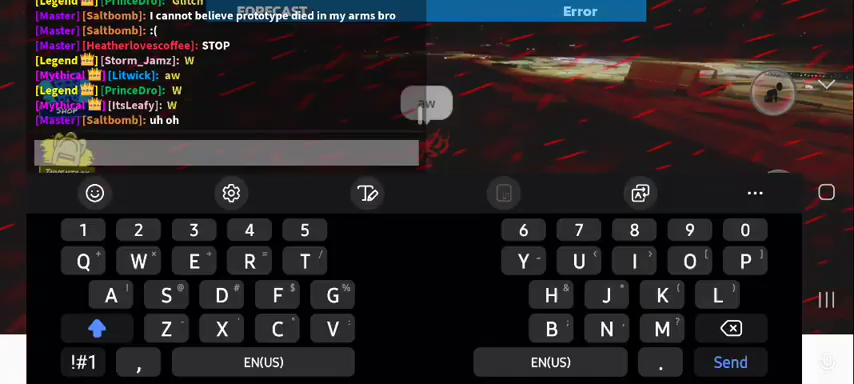 [Legend👑] [PrinceDro]: Glitch
FORECAST
Error
[Master] [Saltbomb]: I cannot believe prototype died in my arms bro
[Master] [Saltbomb]: :(
[Master] [Heatherlovescoffee]: STOP
[Legend👑] [Storm_Jamz]: W
[Mythical👑] [Litwick]: aw
[Legend👑] [PrinceDro]: W
[Mythical👑] [ItsLeafy]: W
SHOP
[Master] [Saltbomb]: uh oh
aw
1 2 3 4 5 6 7 8 9 0
Q + W × E ÷ R = T / Y - U < I > O [ P ]
A ! S @ D # F $ G % H & J * K ( L )
Z - X ' C " V : B ; N , M ?
!#1 , EN(US) EN(US) . Send